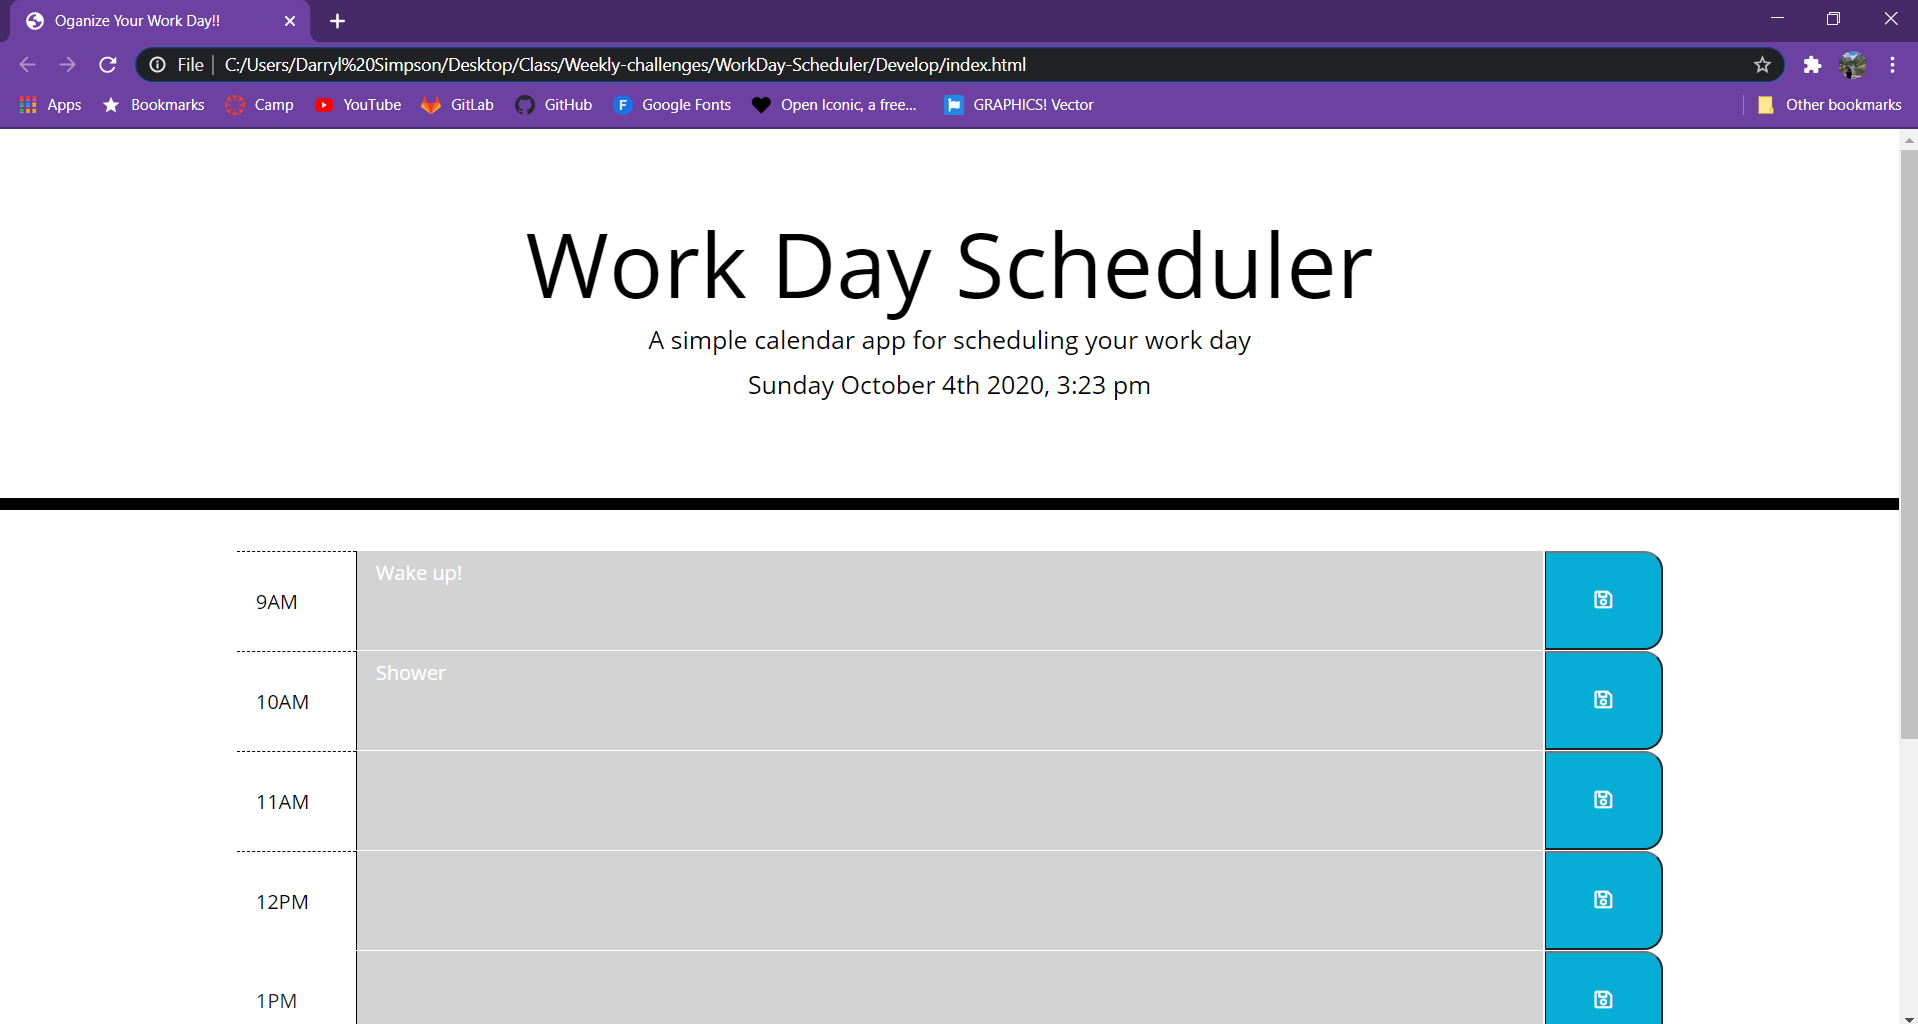 Oganize Your Work Day!!
File | C:/Users/Darryl%20Simpson/Desktop/Class/Weekly-challenges/WorkDay-Scheduler/Develop/index.html
Apps Bookmarks Camp YouTube GitLab GitHub F Google Fonts Open Iconic, a free... GRAPHICS! Vector Other bookmarks
Work Day Scheduler
A simple calendar app for scheduling your work day
Sunday October 4th 2020, 3:23 pm
Wake up!
9AM
Shower
10AM
11AM
12PM
1PM